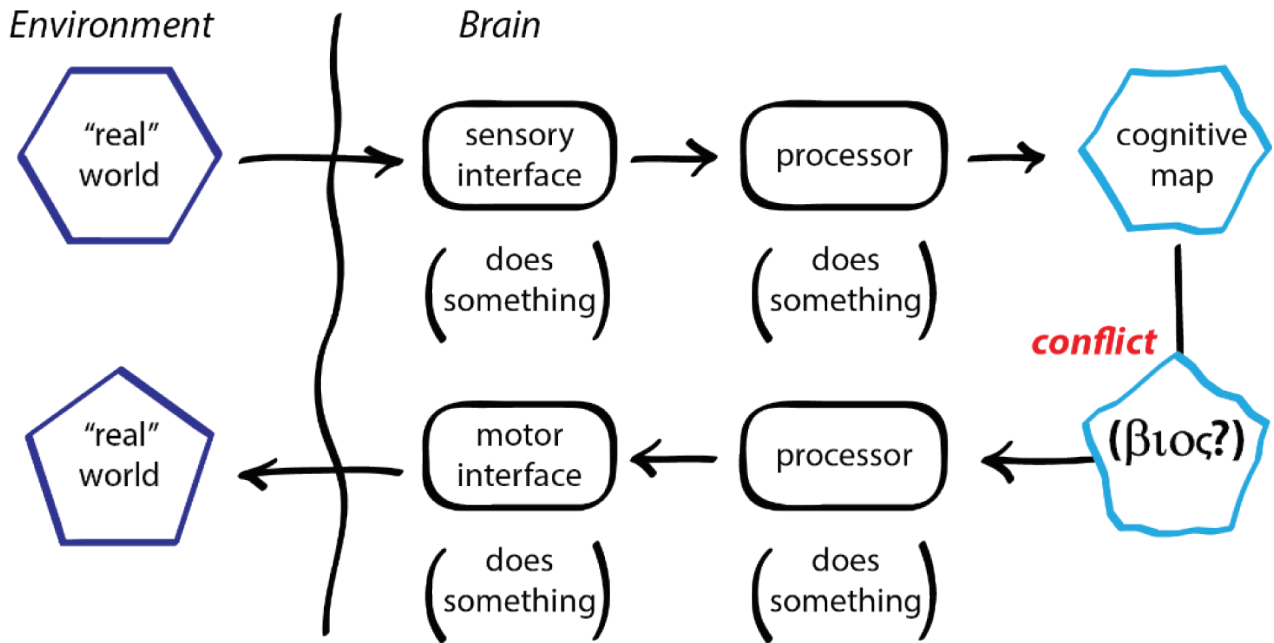 Environment
Brain
“real”
world
sensory
interface
processor
cognitive
map
(does
something)
(does
something)
conflict
“real”
world
motor
interface
processor
(βιος?)
(does
something)
(does
something)